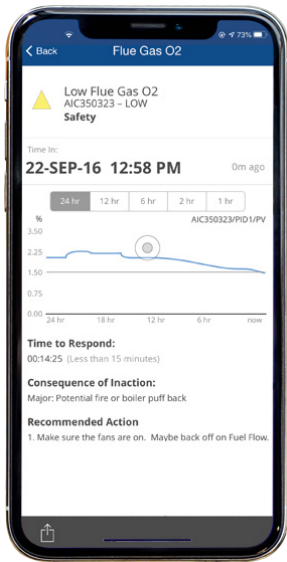 73%
Back
Flue Gas O2
Low Flue Gas O2
AIC350323 – LOW
Safety
Time In:
22-SEP-16 12:58 PM
0m ago
24 hr
12 hr
6 hr
2 hr
1 hr
%
AIC350323/PID1/PV
3.50
2.25
1.50
0.75
0.00
24 hr
18 hr
12 hr
6 hr
now
Time to Respond:
00:14:25 (Less than 15 minutes)
Consequence of Inaction:
Major: Potential fire or boiler puff back
Recommended Action
1. Make sure the fans are on. Maybe back off on Fuel Flow.